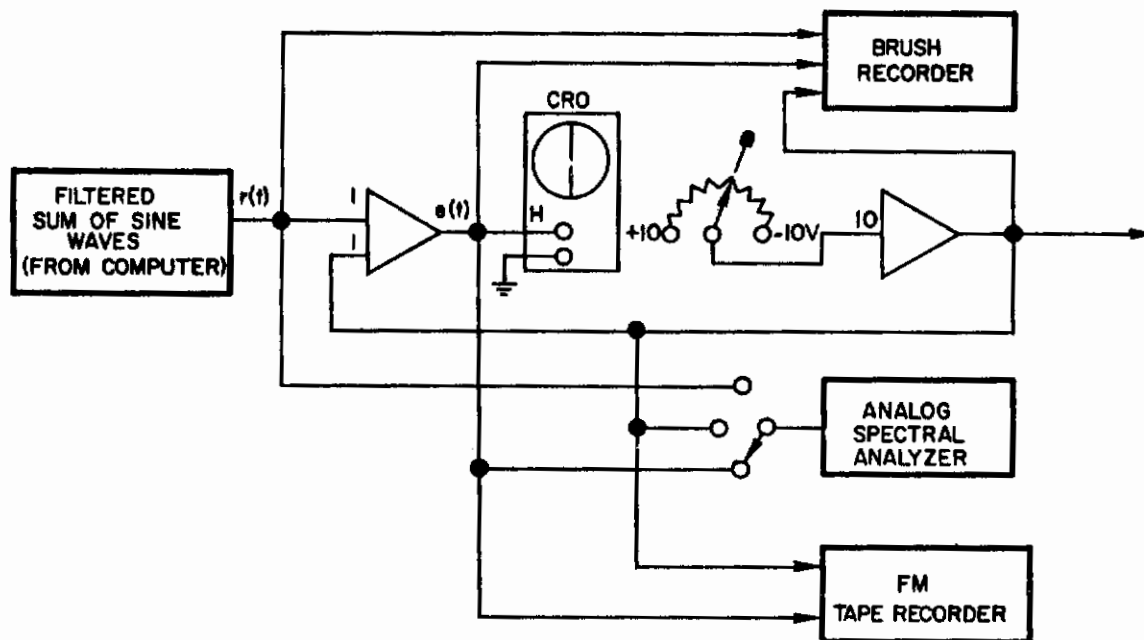 BRUSH
RECORDER
CRO
FILTERED
SUM OF SINE
WAVES
(FROM COMPUTER)
r(t)
1
1
e(t)
H
+10
-10V
10
ANALOG
SPECTRAL
ANALYZER
FM
TAPE RECORDER